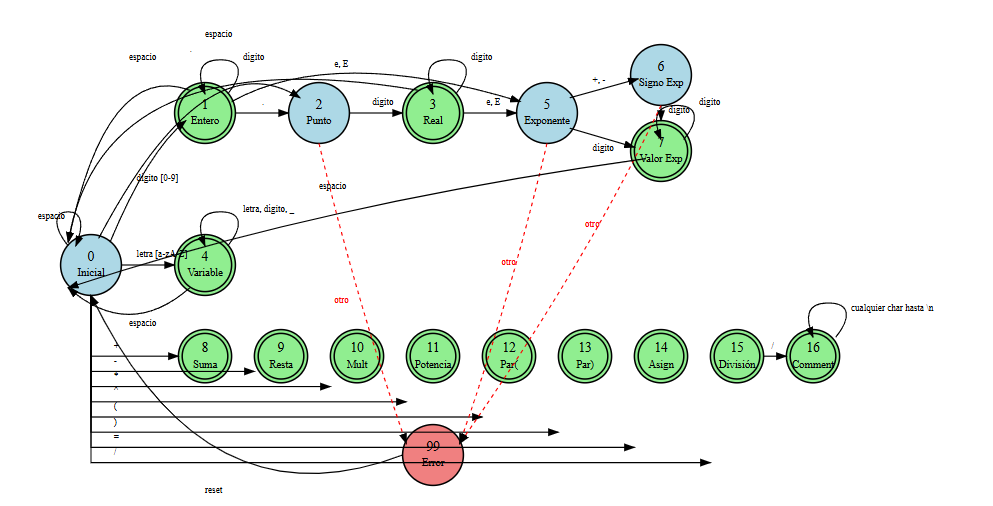 espacio
espacio
.
digito
e, E
digito
+, -
6
Signo Exp
1
Entero
.
2
Punto
digito
3
Real
e, E
5
Exponente
digito
digito
digito
7
Valor Exp
digito [0-9]
espacio
espacio
letra, digito, _
otro
0
Inicial
letra [a-zA-Z]
4
Variable
otro
otro
espacio
cualquier char hasta \n
+
-
*
^
(
)
=
/
8
Suma
9
Resta
10
Mult
11
Potencia
12
Par(
13
Par)
14
Asign
15
División
/
16
Coment
99
Error
reset